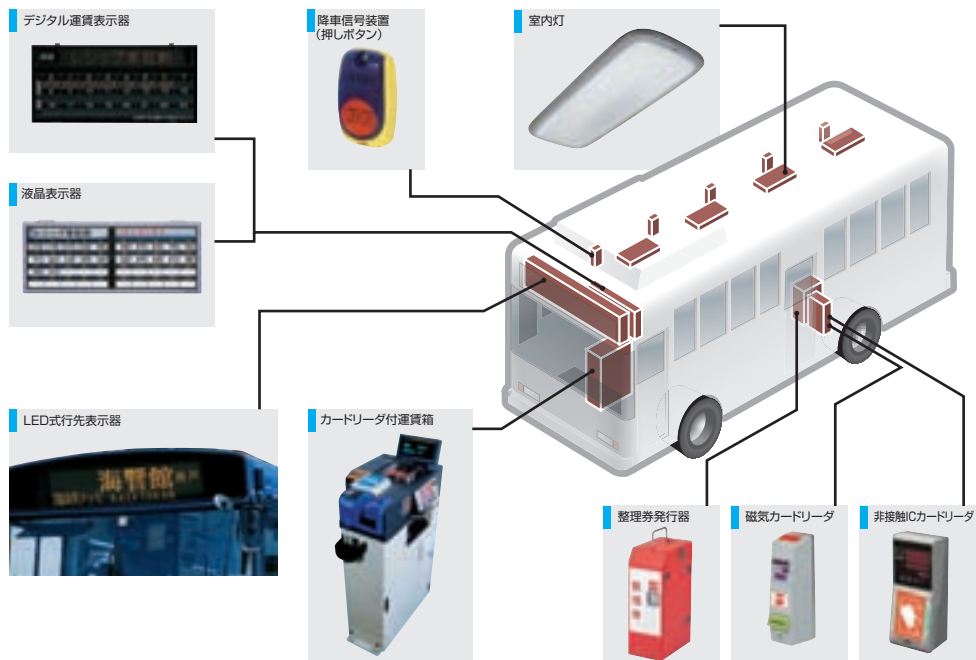 デジタル運賃表示器
降車信号装置
(押しボタン)
室内灯
液晶表示器
LED式行先表示器
海響館
カードリーダ付運賃箱
整理券発行器
磁気カードリーダ
非接触ICカードリーダ